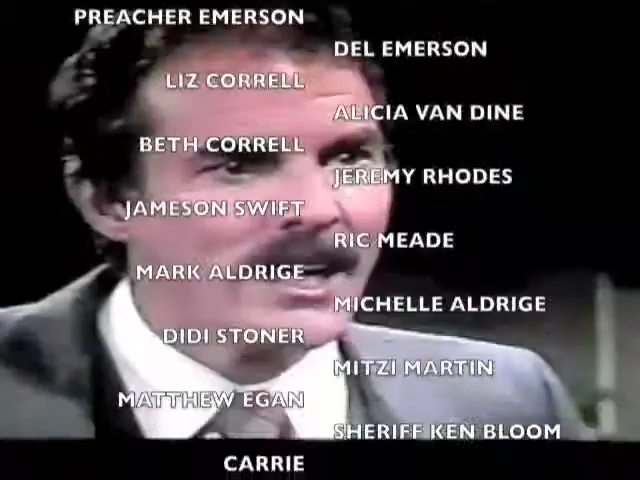 PREACHER EMERSON
DEL EMERSON
LIZ CORRELL
ALICIA VAN DINE
BETH CORRELL
JEREMY RHODES
JAMESON SWIFT
RIC MEADE
MARK ALDRIGE
MICHELLE ALDRIGE
DIDI STONER
MITZI MARTIN
MATTHEW EGAN
SHERIFF KEN BLOOM
CARRIE